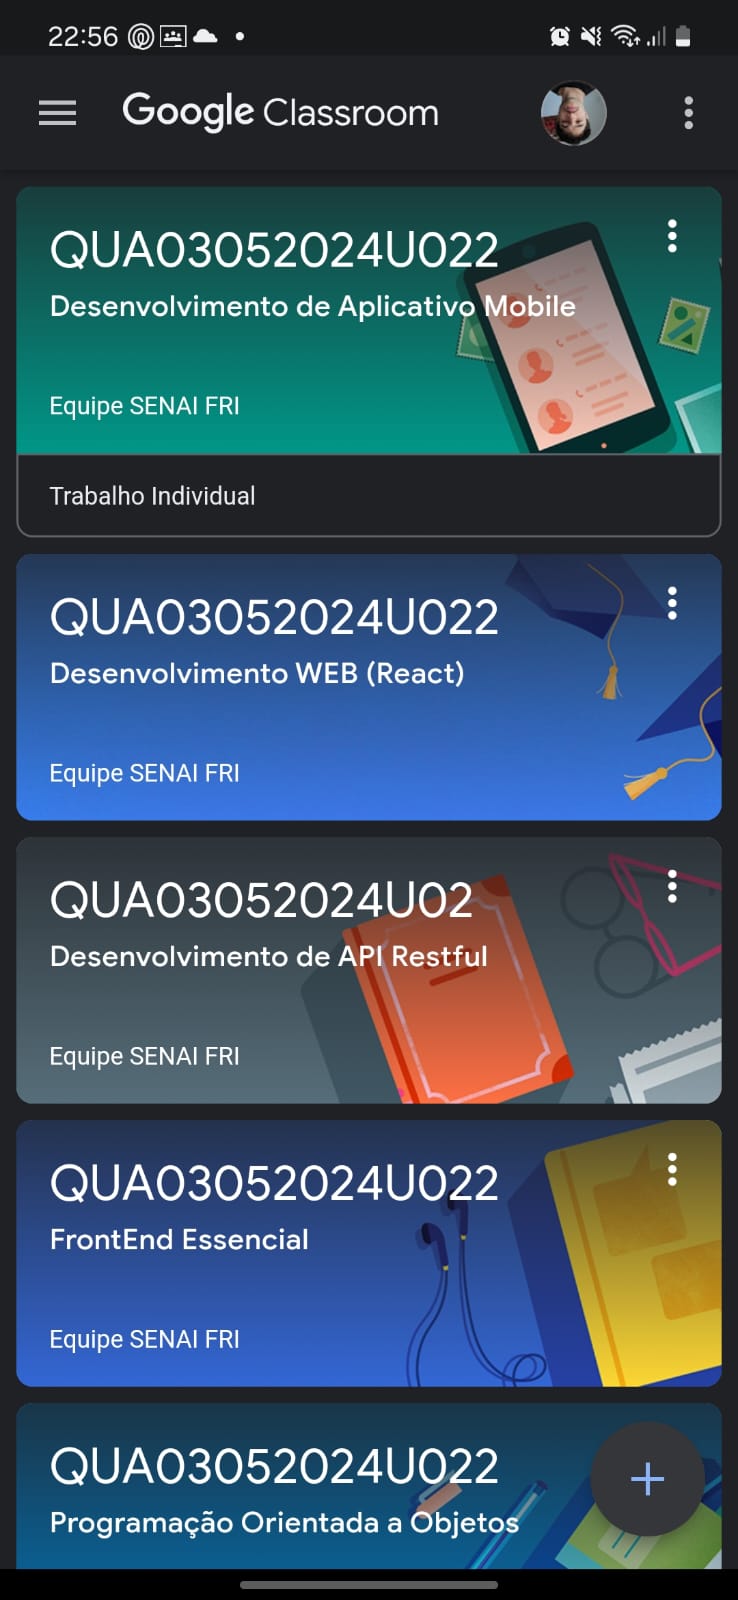 22:56
Google Classroom
QUA03052024U022
Desenvolvimento de Aplicativo Mobile
Equipe SENAI FRI
Trabalho Individual
QUA03052024U022
Desenvolvimento WEB (React)
Equipe SENAI FRI
QUA03052024U02
Desenvolvimento de API Restful
Equipe SENAI FRI
QUA03052024U022
FrontEnd Essencial
Equipe SENAI FRI
QUA03052024U022
Programação Orientada a Objetos